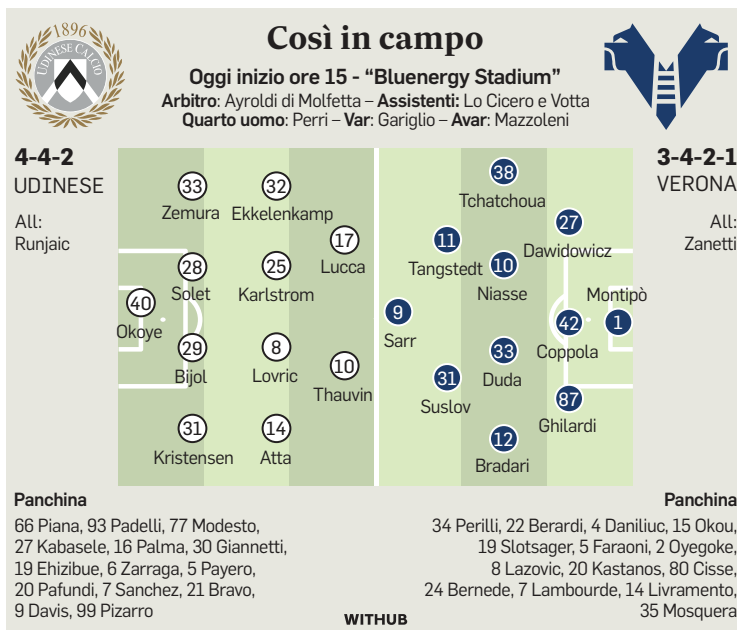 1896
UDINESE CALCIO
Così in campo
Oggi inizio ore 15 - “Bluenergy Stadium”
Arbitro: Ayroldi di Molfetta – Assistenti: Lo Cicero e Votta
Quarto uomo: Perri – Var: Gariglio – Avar: Mazzoleni
4-4-2
UDINESE
All:
Runjaic
3-4-2-1
VERONA
All:
Zanetti
40
Okoye
33
Zemura
28
Solet
29
Bijol
31
Kristensen
32
Ekkelenkamp
25
Karlstrom
8
Lovric
14
Atta
17
Lucca
10
Thauvin
9
Sarr
11
Tangstedt
31
Suslov
38
Tchatchoua
10
Niasse
33
Duda
12
Bradari
27
Dawidowicz
42
Coppola
87
Ghilardi
Montipò
1
Panchina
66 Piana, 93 Padelli, 77 Modesto,
27 Kabasele, 16 Palma, 30 Giannetti,
19 Ehizibue, 6 Zarraga, 5 Payero,
20 Pafundi, 7 Sanchez, 21 Bravo,
9 Davis, 99 Pizarro
Panchina
34 Perilli, 22 Berardi, 4 Daniliuc, 15 Okou,
19 Slotsager, 5 Faraoni, 2 Oyegoke,
8 Lazovic, 20 Kastanos, 80 Cisse,
24 Bernede, 7 Lambourde, 14 Livramento,
35 Mosquera
WITHUB